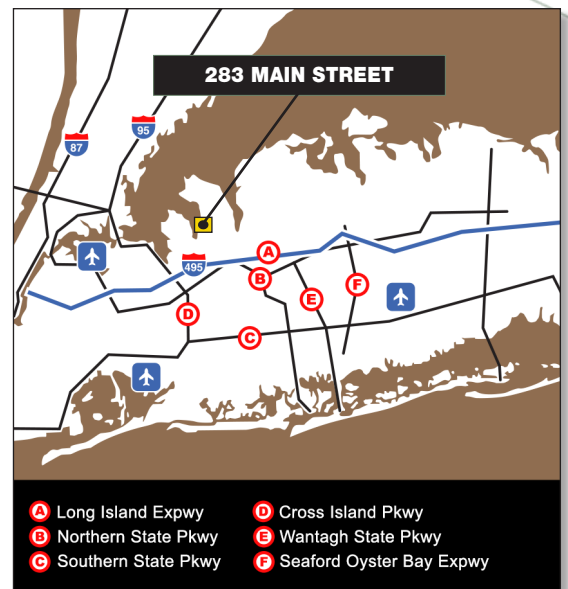 283 MAIN STREET
95
87
495
A
B
F
E
D
C
A Long Island Expwy
B Northern State Pkwy
C Southern State Pkwy
D Cross Island Pkwy
E Wantagh State Pkwy
F Seaford Oyster Bay Expwy